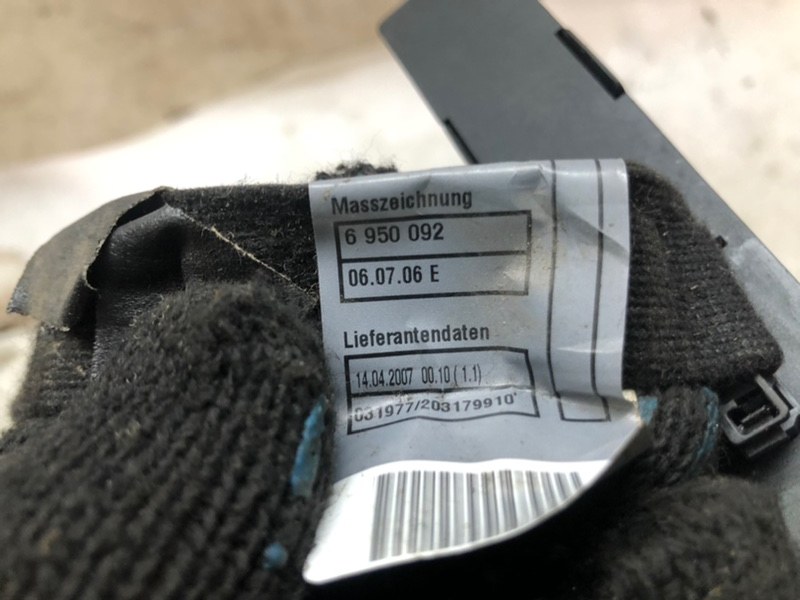 Masszeichnung
6 950 092
06.07.06 E
Lieferantendaten
14.04.2007 00.10 (1.1)
031977/203179910